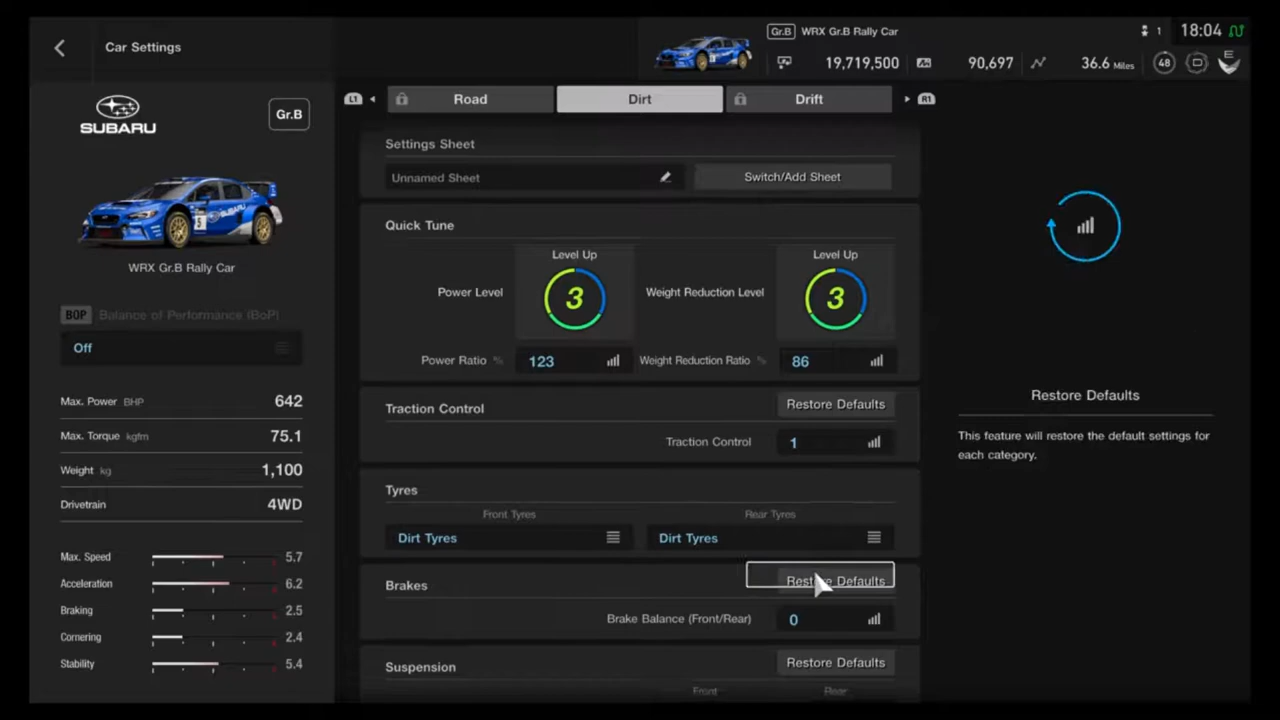 Car Settings
Gr.B WRX Gr.B Rally Car
1 18:04
19,719,500 90,697 36.6 Miles 48 D E
SUBARU
Gr.B
WRX Gr.B Rally Car
BOP Balance of Performance (BoP)
Off
Max. Power BHP 642
Max. Torque kgfm 75.1
Weight kg 1,100
Drivetrain 4WD
Max. Speed 5.7
Acceleration 6.2
Braking 2.5
Cornering 2.4
Stability 5.4
L1 Road Dirt Drift R1
Settings Sheet
Unnamed Sheet Switch/Add Sheet
Quick Tune
Level Up Level Up
Power Level 3 Weight Reduction Level 3
Power Ratio % 123 Weight Reduction Ratio % 86
Traction Control Restore Defaults
Traction Control 1
Tyres
Front Tyres Rear Tyres
Dirt Tyres Dirt Tyres
Brakes Restore Defaults
Brake Balance (Front/Rear) 0
Suspension Restore Defaults
Front Rear
Restore Defaults
This feature will restore the default settings for
each category.